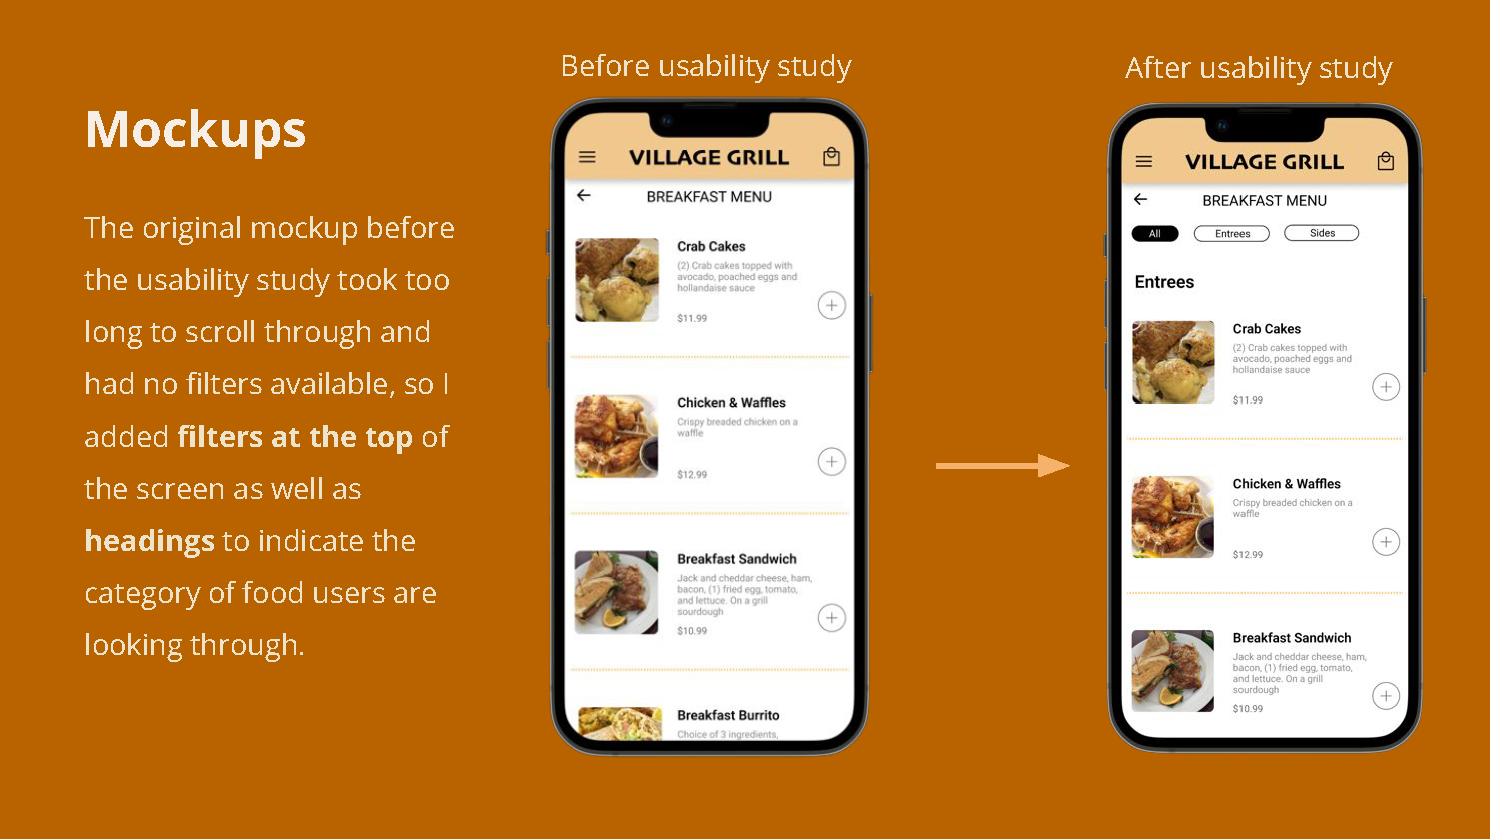 Mockups
The original mockup before
the usability study took too
long to scroll through and
had no filters available, so I
added filters at the top of
the screen as well as
headings to indicate the
category of food users are
looking through.
Before usability study
VILLAGE GRILL
BREAKFAST MENU
Crab Cakes
(2) Crab cakes topped with
avocado, poached eggs and
hollandaise sauce
$11.99
Chicken & Waffles
Crispy breaded chicken on a
waffle
$12.99
Breakfast Sandwich
Jack and cheddar cheese, ham,
bacon, (1) fried egg, tomato,
and lettuce. On a grill
sourdough
$10.99
Breakfast Burrito
Choice of 3 ingredients,
After usability study
VILLAGE GRILL
BREAKFAST MENU
All Entrees Sides
Entrees
Crab Cakes
(2) Crab cakes topped with
avocado, poached eggs and
hollandaise sauce
$11.99
Chicken & Waffles
Crispy breaded chicken on a
waffle
$12.99
Breakfast Sandwich
Jack and cheddar cheese, ham,
bacon, (1) fried egg, tomato,
and lettuce. On a grill
sourdough
$10.99